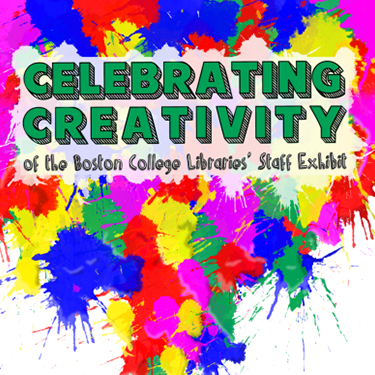 CELEBRATING
CREATIVITY
of the Boston College Libraries' Staff Exhibit